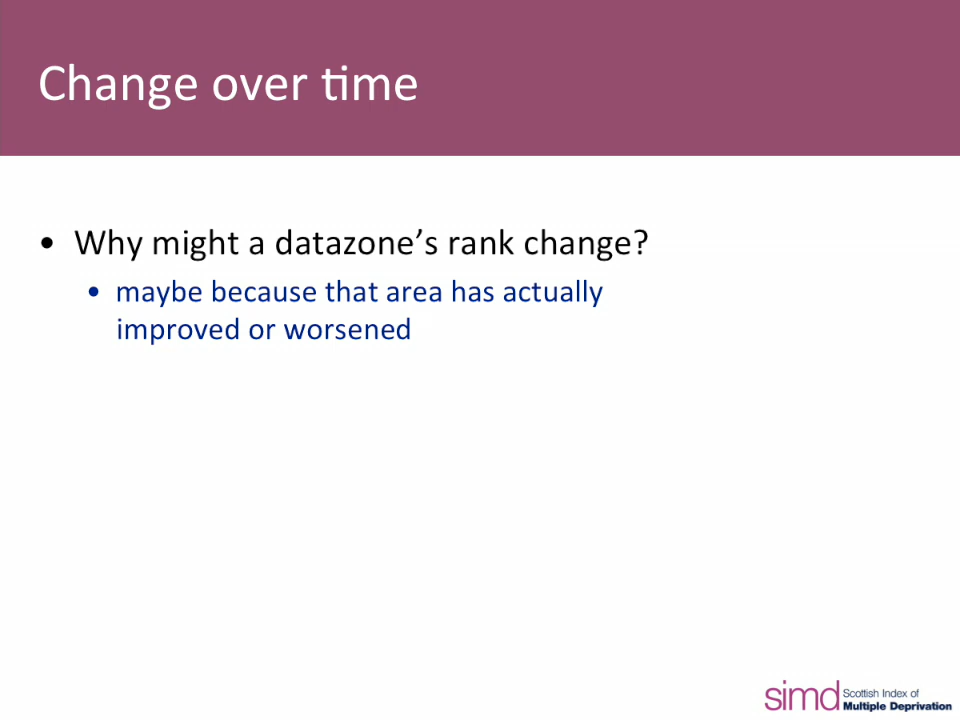 Change over time
• Why might a datazone’s rank change?
• maybe because that area has actually
improved or worsened
simd Scottish Index of
Multiple Deprivation